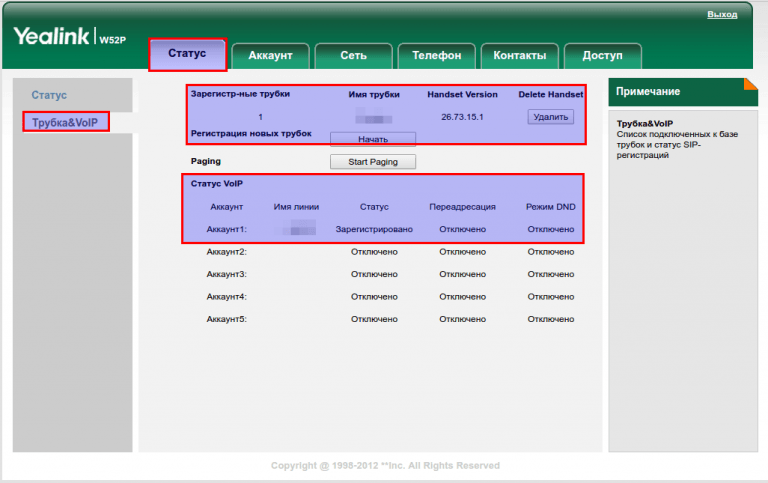 Выход
Yealink W52P
Статус Аккаунт Сеть Телефон Контакты Доступ
Статус
Трубка&VoIP
Зарегистр-ные трубки Имя трубки Handset Version Delete Handset
1 26.73.15.1 Удалить
Регистрация новых трубок Начать
Paging Start Paging
Статус VoIP
Аккаунт Имя линии Статус Переадресация Режим DND
Аккаунт1: Зарегистрировано Отключено Отключено
Аккаунт2: Отключено Отключено Отключено
Аккаунт3: Отключено Отключено Отключено
Аккаунт4: Отключено Отключено Отключено
Аккаунт5: Отключено Отключено Отключено
Примечание
Трубка&VoIP
Список подключенных к базе
трубок и статус SIP-
регистраций
Copyright @ 1998-2012 **Inc. All Rights Reserved